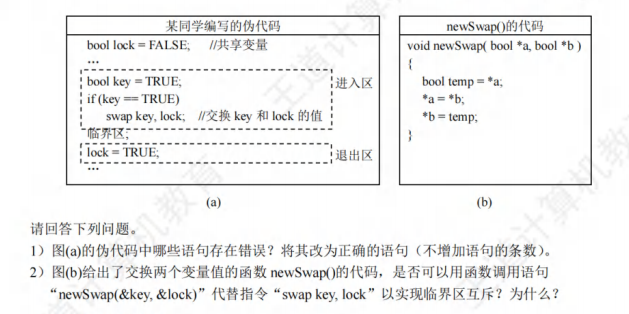 某同学编写的伪代码
bool lock = FALSE; //共享变量
…
bool key = TRUE;
if (key == TRUE)
swap key, lock; //交换 key 和 lock 的值
进入区
临界区;
lock = TRUE;
退出区
…
(a)
newSwap()的代码
void newSwap( bool *a, bool *b )
{
bool temp = *a;
*a = *b;
*b = temp;
}
(b)
请回答下列问题。
1）图(a)的伪代码中哪些语句存在错误？将其改为正确的语句（不增加语句的条数）。
2）图(b)给出了交换两个变量值的函数 newSwap()的代码，是否可以用函数调用语句
“newSwap(&key, &lock)”代替指令“swap key, lock”以实现临界区互斥？为什么？
王道计算机教育